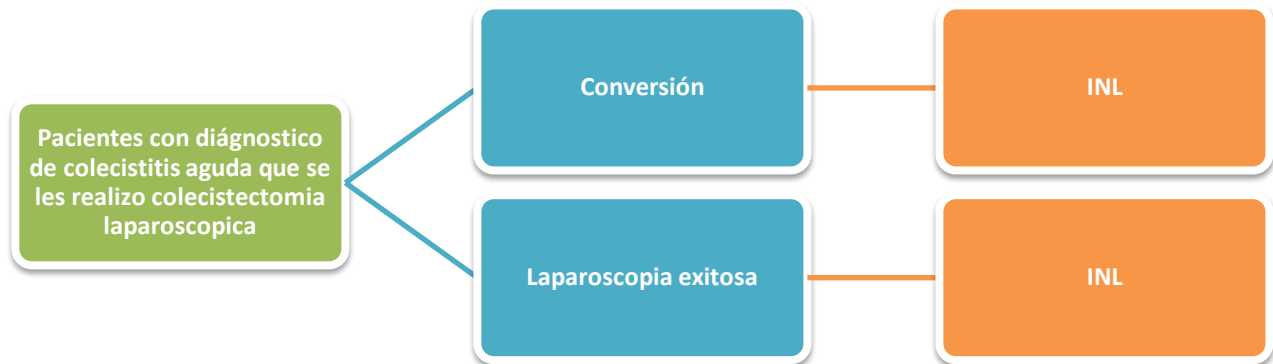 Pacientes con diágnostico
de colecistitis aguda que se
les realizo colecistectomia
laparoscopica
Conversión
INL
Laparoscopia exitosa
INL